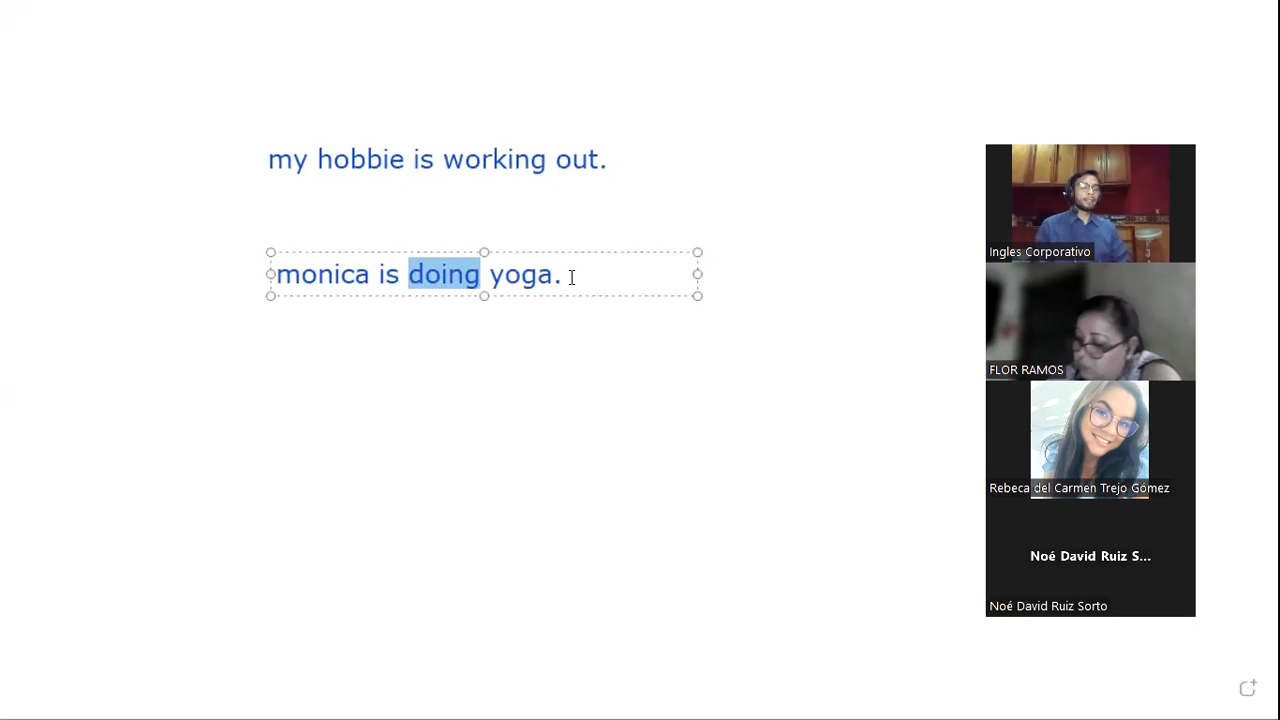 my hobbie is working out.
monica is doing yoga.
Ingles Corporativo
FLOR RAMOS
Rebeca del Carmen Trejo Gómez
Noé David Ruiz S...
Noé David Ruiz Sorto